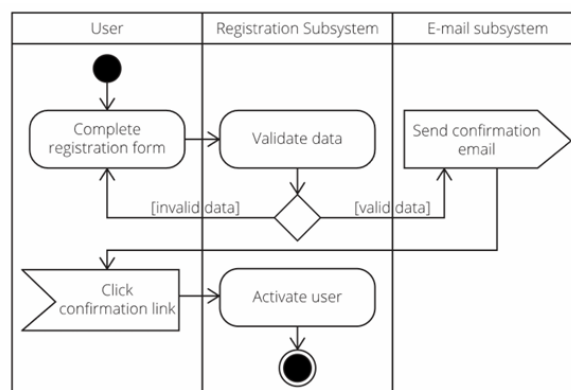 User
Registration Subsystem
E-mail subsystem
Complete
registration form
Validate data
Send confirmation
email
[invalid data]
[valid data]
Click
confirmation link
Activate user